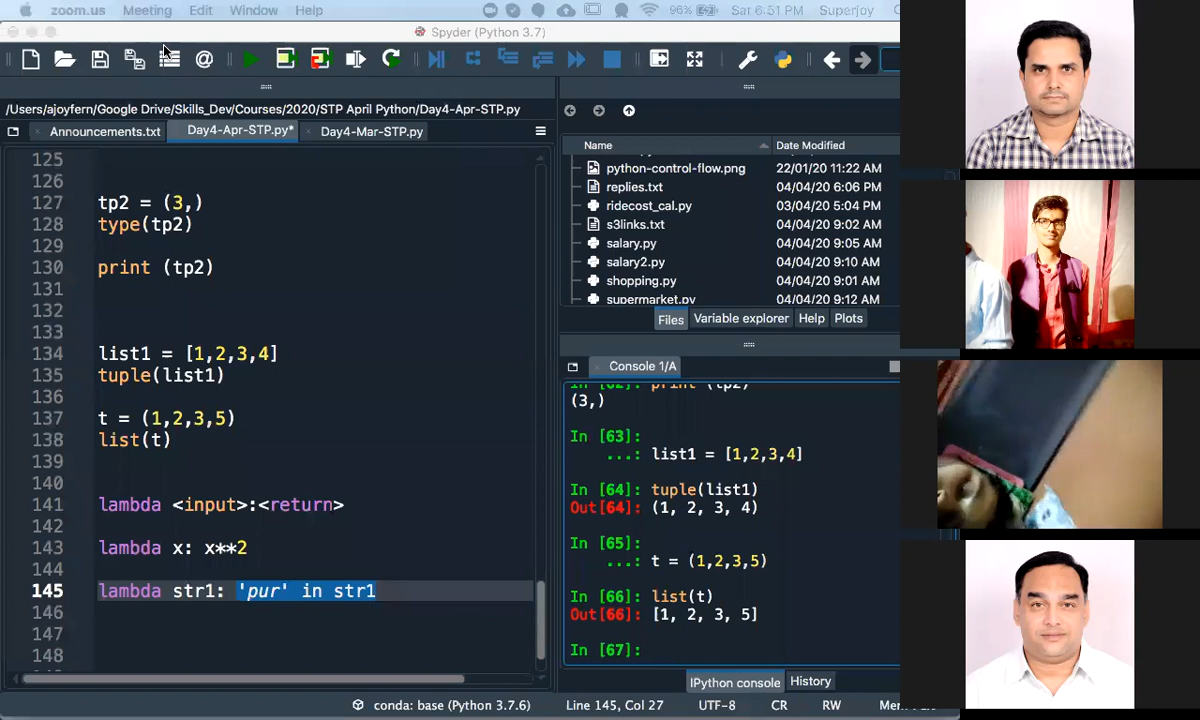 zoom.us Meeting Edit Window Help 96% Sat 6:51 PM Superjoy
Spyder (Python 3.7)
/Users/ajoyfern/Google Drive/Skills_Dev/Courses/2020/STP April Python/Day4-Apr-STP.py
Announcements.txt Day4-Apr-STP.py* Day4-Mar-STP.py
125
126
127 tp2 = (3,)
128 type(tp2)
129
130 print (tp2)
131
132
133
134 list1 = [1,2,3,4]
135 tuple(list1)
136
137 t = (1,2,3,5)
138 list(t)
139
140
141 lambda <input>:<return>
142
143 lambda x: x**2
144
145 lambda str1: 'pur' in str1
146
147
148
Name Date Modified
python-control-flow.png 22/01/20 11:22 AM
replies.txt 04/04/20 6:06 PM
ridecost_cal.py 03/04/20 5:04 PM
s3links.txt 04/04/20 9:02 AM
salary.py 04/04/20 9:05 AM
salary2.py 04/04/20 9:10 AM
shopping.py 04/04/20 9:01 AM
supermarket.py 04/04/20 9:12 AM
Files Variable explorer Help Plots
Console 1/A
In [62]: print (tp2)
(3,)
In [63]:
...: list1 = [1,2,3,4]
In [64]: tuple(list1)
Out[64]: (1, 2, 3, 4)
In [65]:
...: t = (1,2,3,5)
In [66]: list(t)
Out[66]: [1, 2, 3, 5]
In [67]:
IPython console History
conda: base (Python 3.7.6) Line 145, Col 27 UTF-8 CR RW